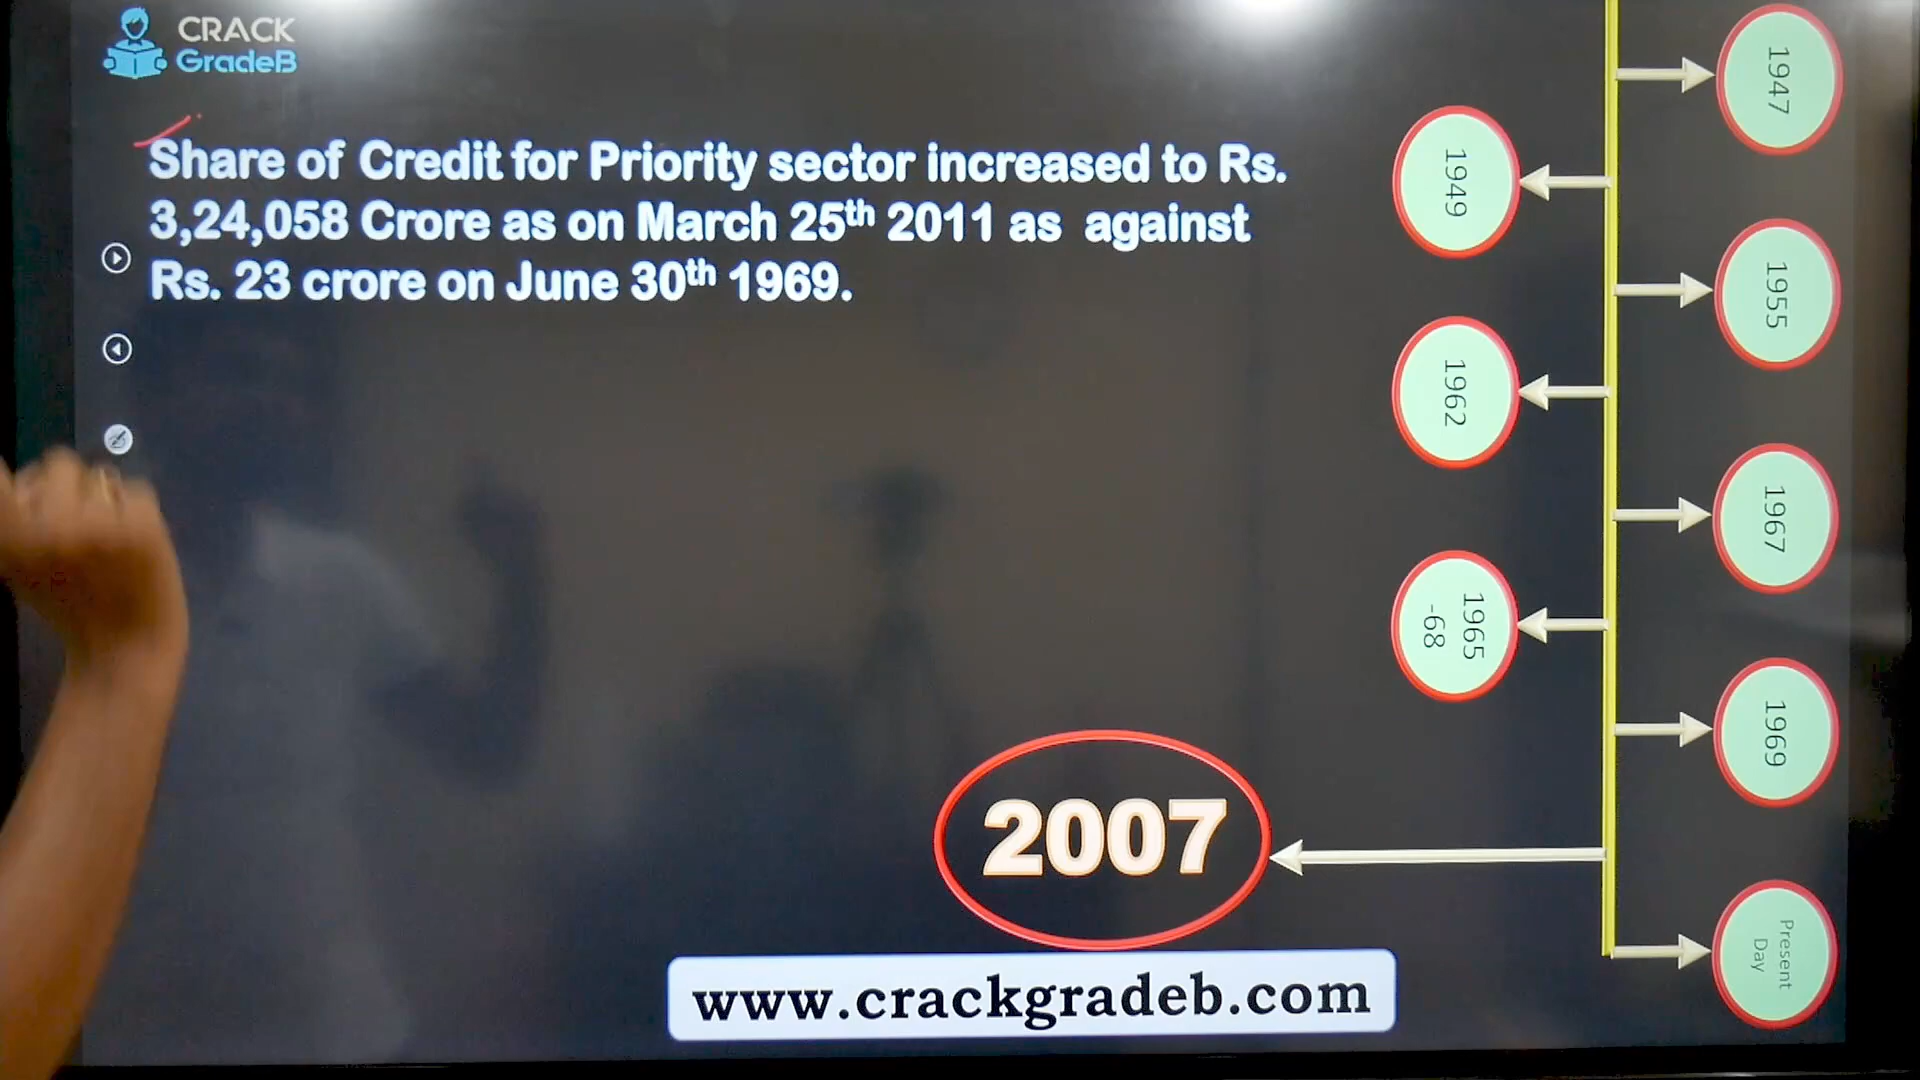 CRACK
GradeB
Share of Credit for Priority sector increased to Rs.
3,24,058 Crore as on March 25th 2011 as against
Rs. 23 crore on June 30th 1969.
1947
1949
1955
1962
1967
1965
-68
1969
2007
Present
Day
www.crackgradeb.com